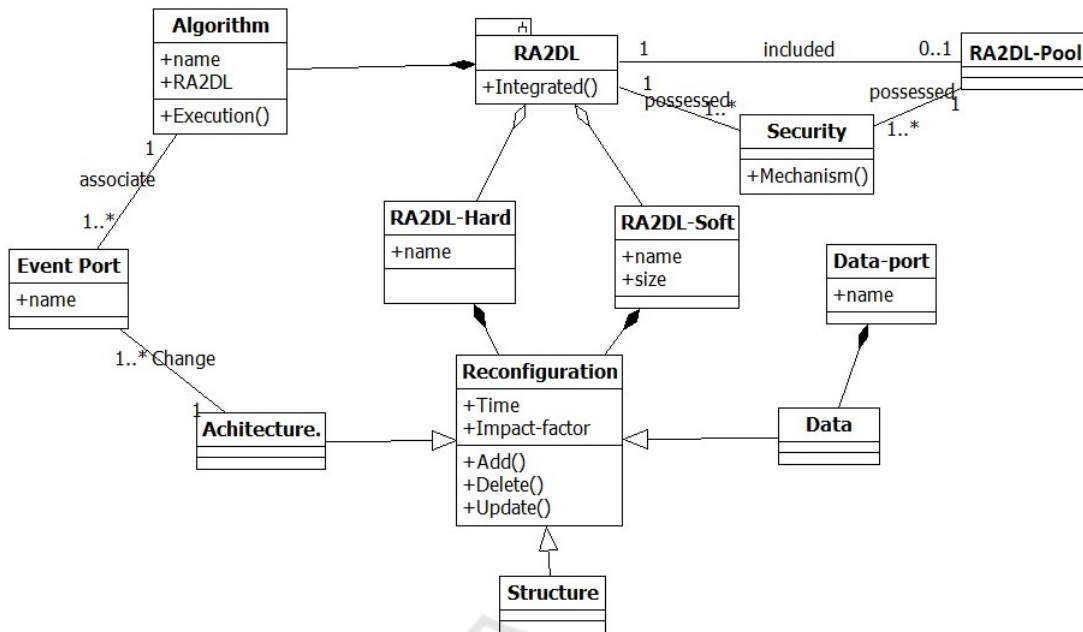 Algorithm
+name
+RA2DL
+Execution()
RA2DL
+Integrated()
1
included
0..1
RA2DL-Pool
1
possessed
1..*
possessed
1
1..*
Security
+Mechanism()
1
associate
1..*
RA2DL-Hard
+name
RA2DL-Soft
+name
+size
Event Port
+name
Data-port
+name
1..* Change
1
Achitecture.
Reconfiguration
+Time
+Impact-factor
+Add()
+Delete()
+Update()
Data
Structure